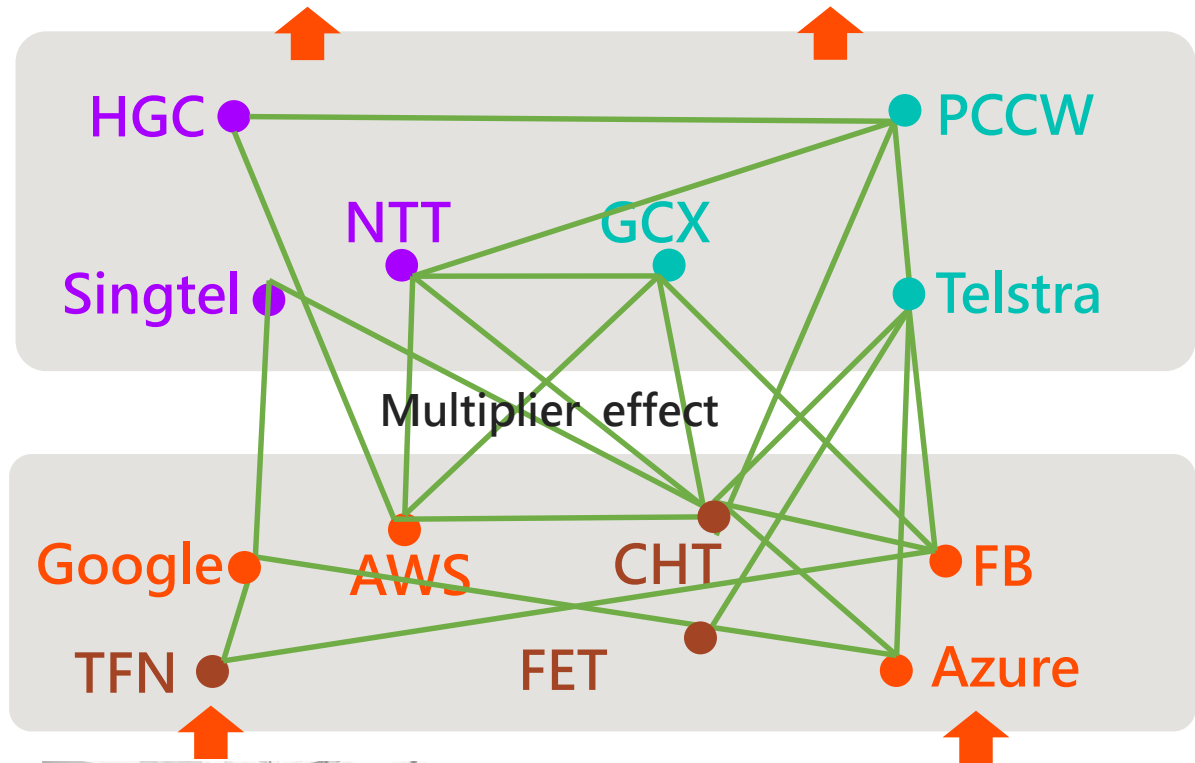 HGC
PCCW
NTT
GCX
Singtel
Telstra
Multiplier effect
Google
AWS
CHT
FB
TFN
FET
Azure